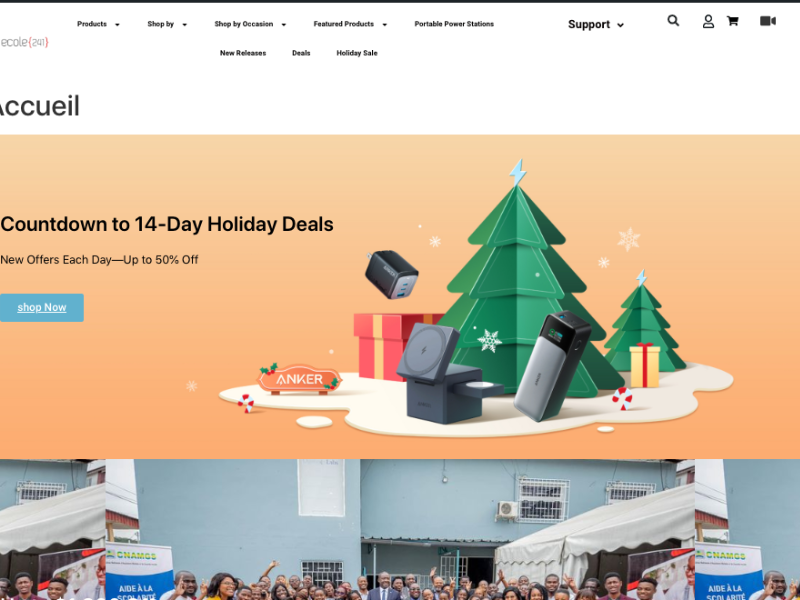 Products
Shop by
Shop by Occasion
Featured Products
Portable Power Stations
Support
ecole{241}
New Releases
Deals
Holiday Sale
Accueil
Countdown to 14-Day Holiday Deals
New Offers Each Day—Up to 50% Off
shop Now
ANKER
CNAMGS
AIDE À LA
SCOLARITÉ
CNAMGS
AIDE À LA
SCOLARITÉ